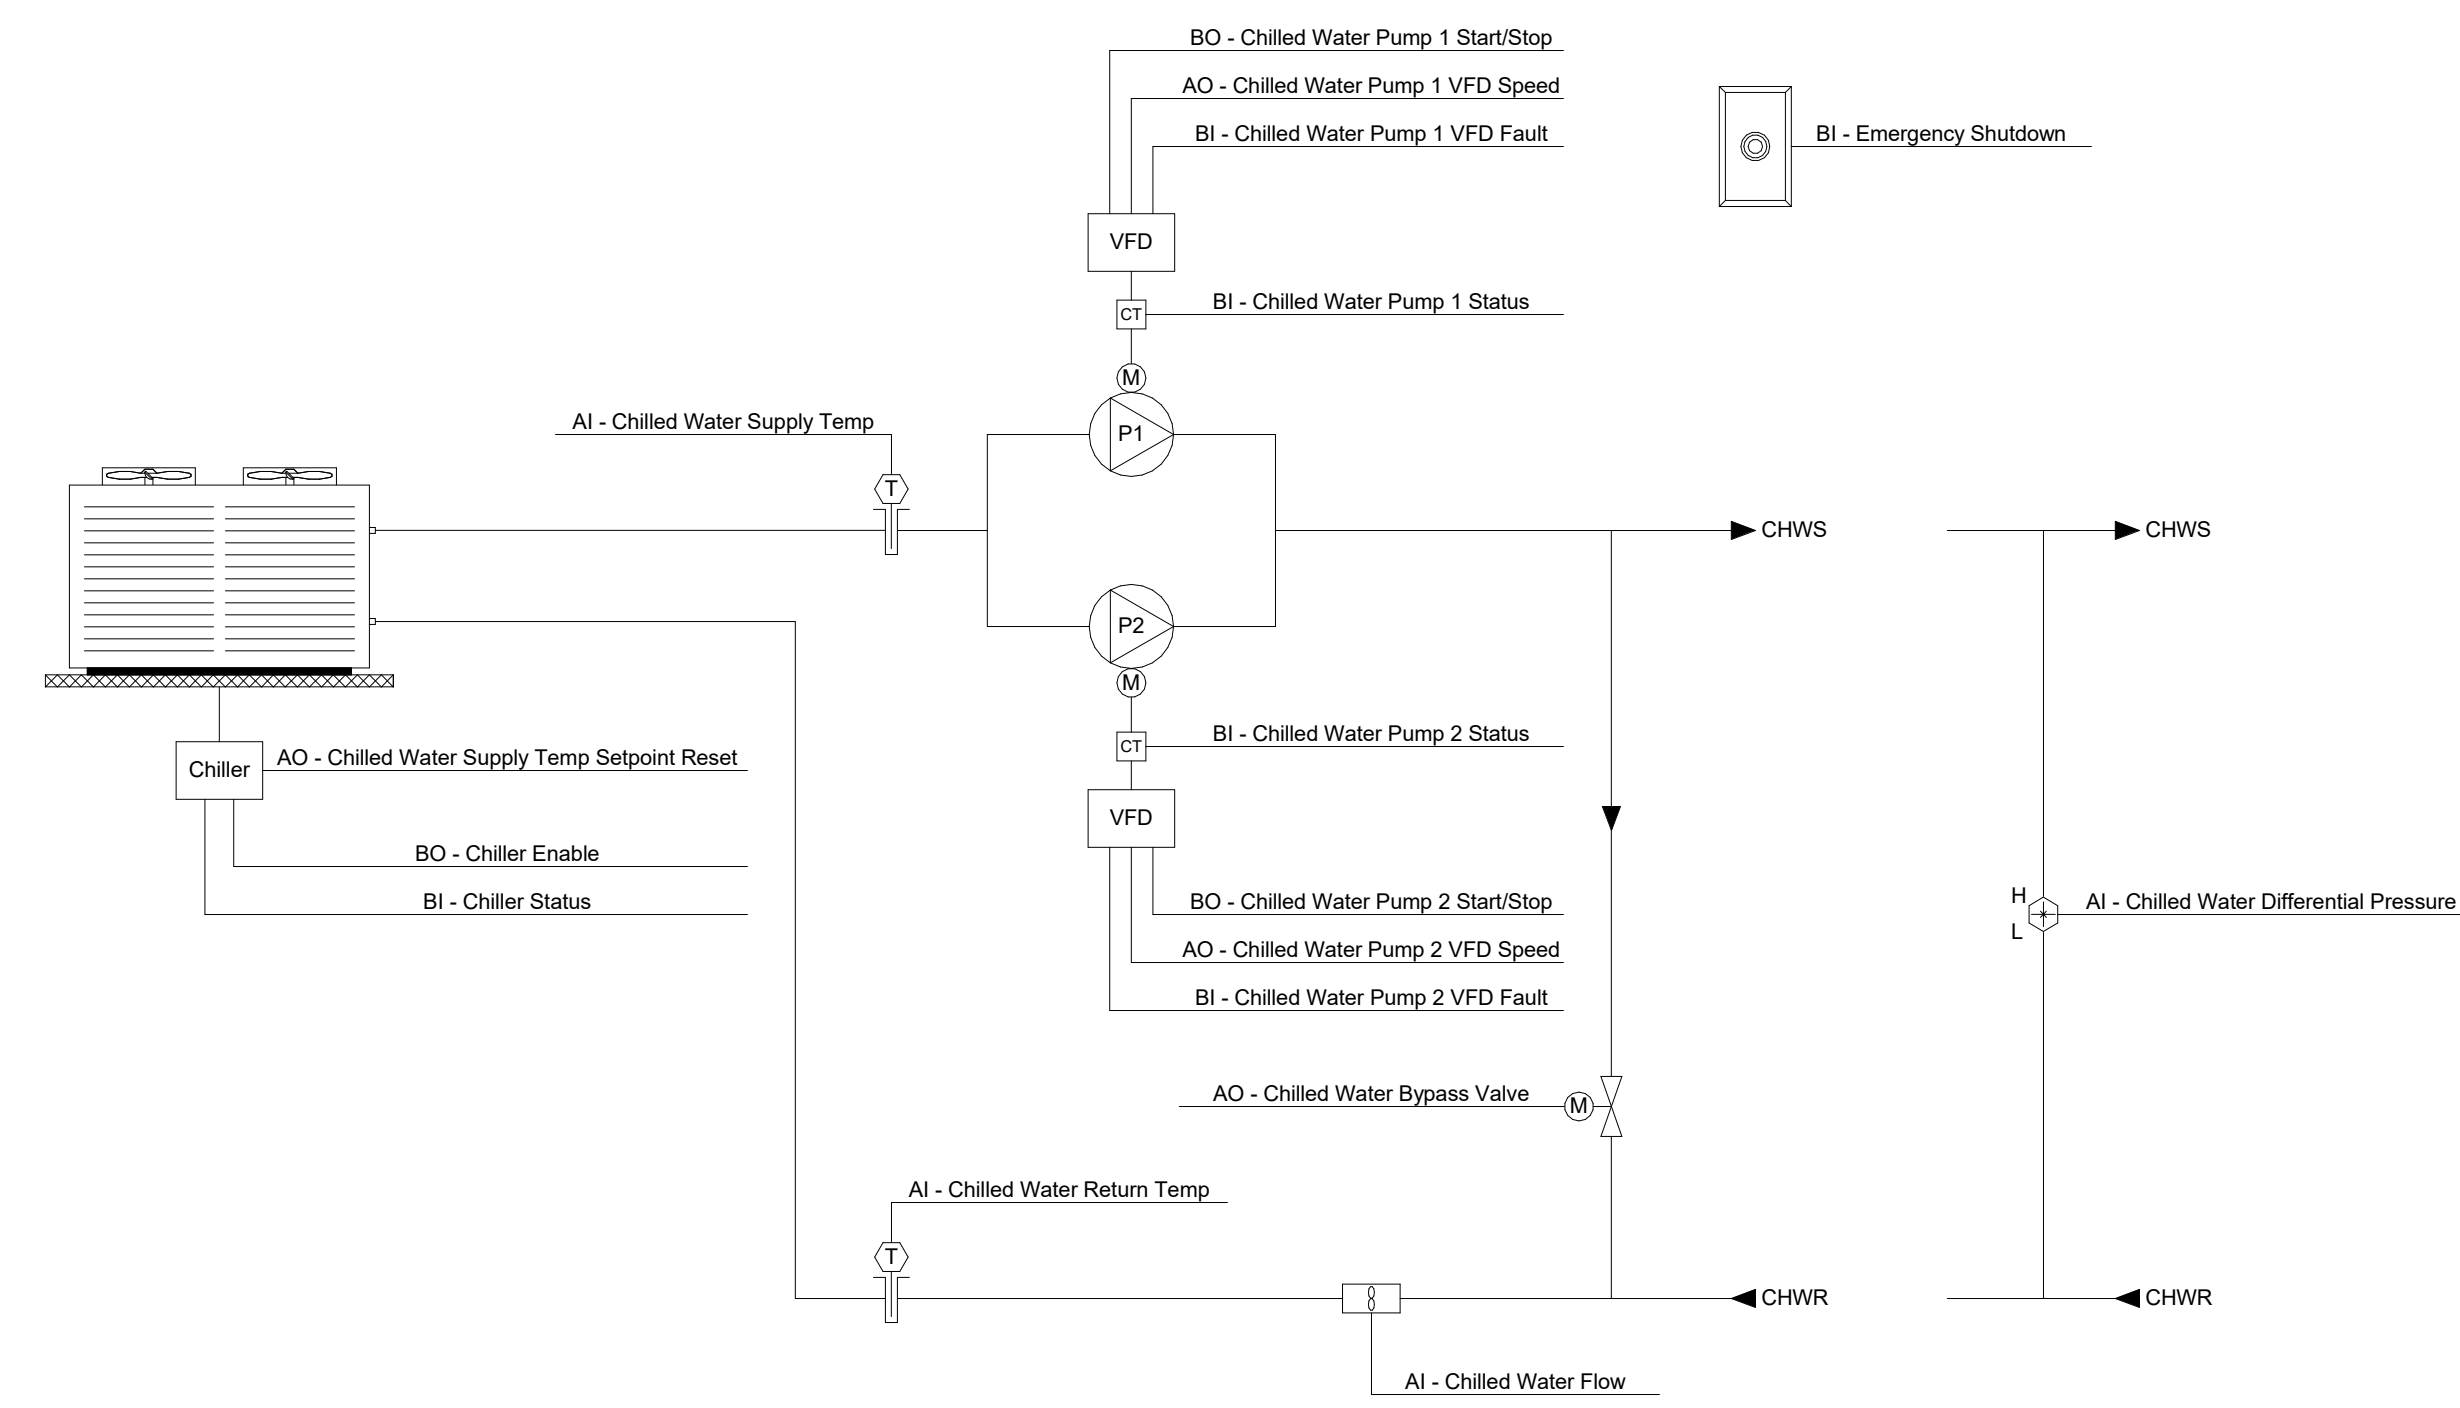 BO - Chilled Water Pump 1 Start/Stop
AO - Chilled Water Pump 1 VFD Speed
BI - Chilled Water Pump 1 VFD Fault
BI - Emergency Shutdown
VFD
BI - Chilled Water Pump 1 Status
CT
M
AI - Chilled Water Supply Temp
P1
T
CHWS
CHWS
P2
M
BI - Chilled Water Pump 2 Status
CT
AO - Chilled Water Supply Temp Setpoint Reset
Chiller
VFD
BO - Chiller Enable
BI - Chiller Status
BO - Chilled Water Pump 2 Start/Stop
H
AI - Chilled Water Differential Pressure
L
AO - Chilled Water Pump 2 VFD Speed
BI - Chilled Water Pump 2 VFD Fault
AO - Chilled Water Bypass Valve
M
AI - Chilled Water Return Temp
T
CHWR
CHWR
AI - Chilled Water Flow